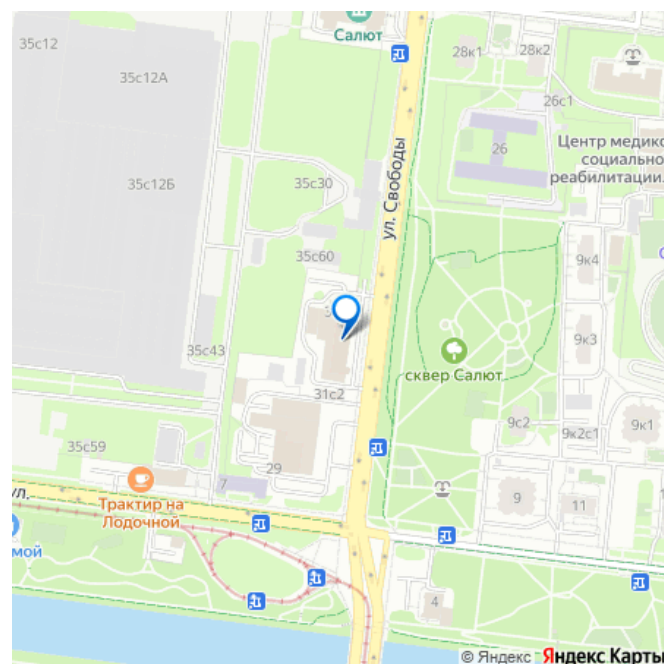 35с12
Салют
28к1
28к2
35с12А
26с1
26
Центр медико
социально
реабилитации.
35с12Б
35с30
ул. Свободы
35с60
9к4
35с43
9к3
сквер Салют
31с2
9с2
9к2с1
9к1
35с59
29
7
ул.
Трактир на
Лодочной
9
11
мой
4
© Яндекс Яндекс Карты